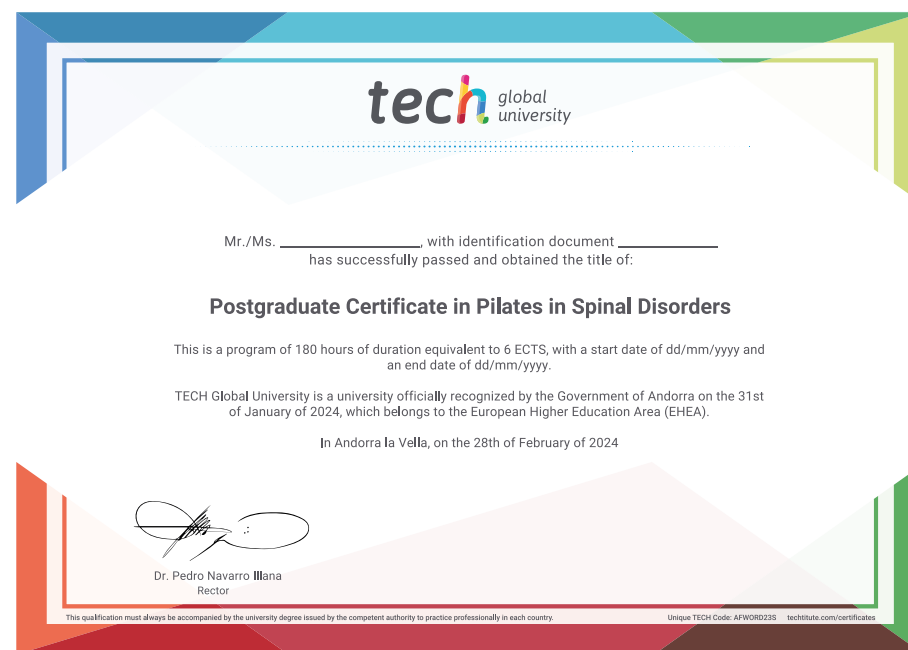 tech global university
Mr./Ms. ____________, with identification document ____________
has successfully passed and obtained the title of:
Postgraduate Certificate in Pilates in Spinal Disorders
This is a program of 180 hours of duration equivalent to 6 ECTS, with a start date of dd/mm/yyyy and
an end date of dd/mm/yyyy.
TECH Global University is a university officially recognized by the Government of Andorra on the 31st
of January of 2024, which belongs to the European Higher Education Area (EHEA).
In Andorra la Vella, on the 28th of February of 2024
Dr. Pedro Navarro Illana
Rector
This qualification must always be accompanied by the university degree issued by the competent authority to practice professionally in each country.
Unique TECH Code: AFWORD23S techtitute.com/certificates